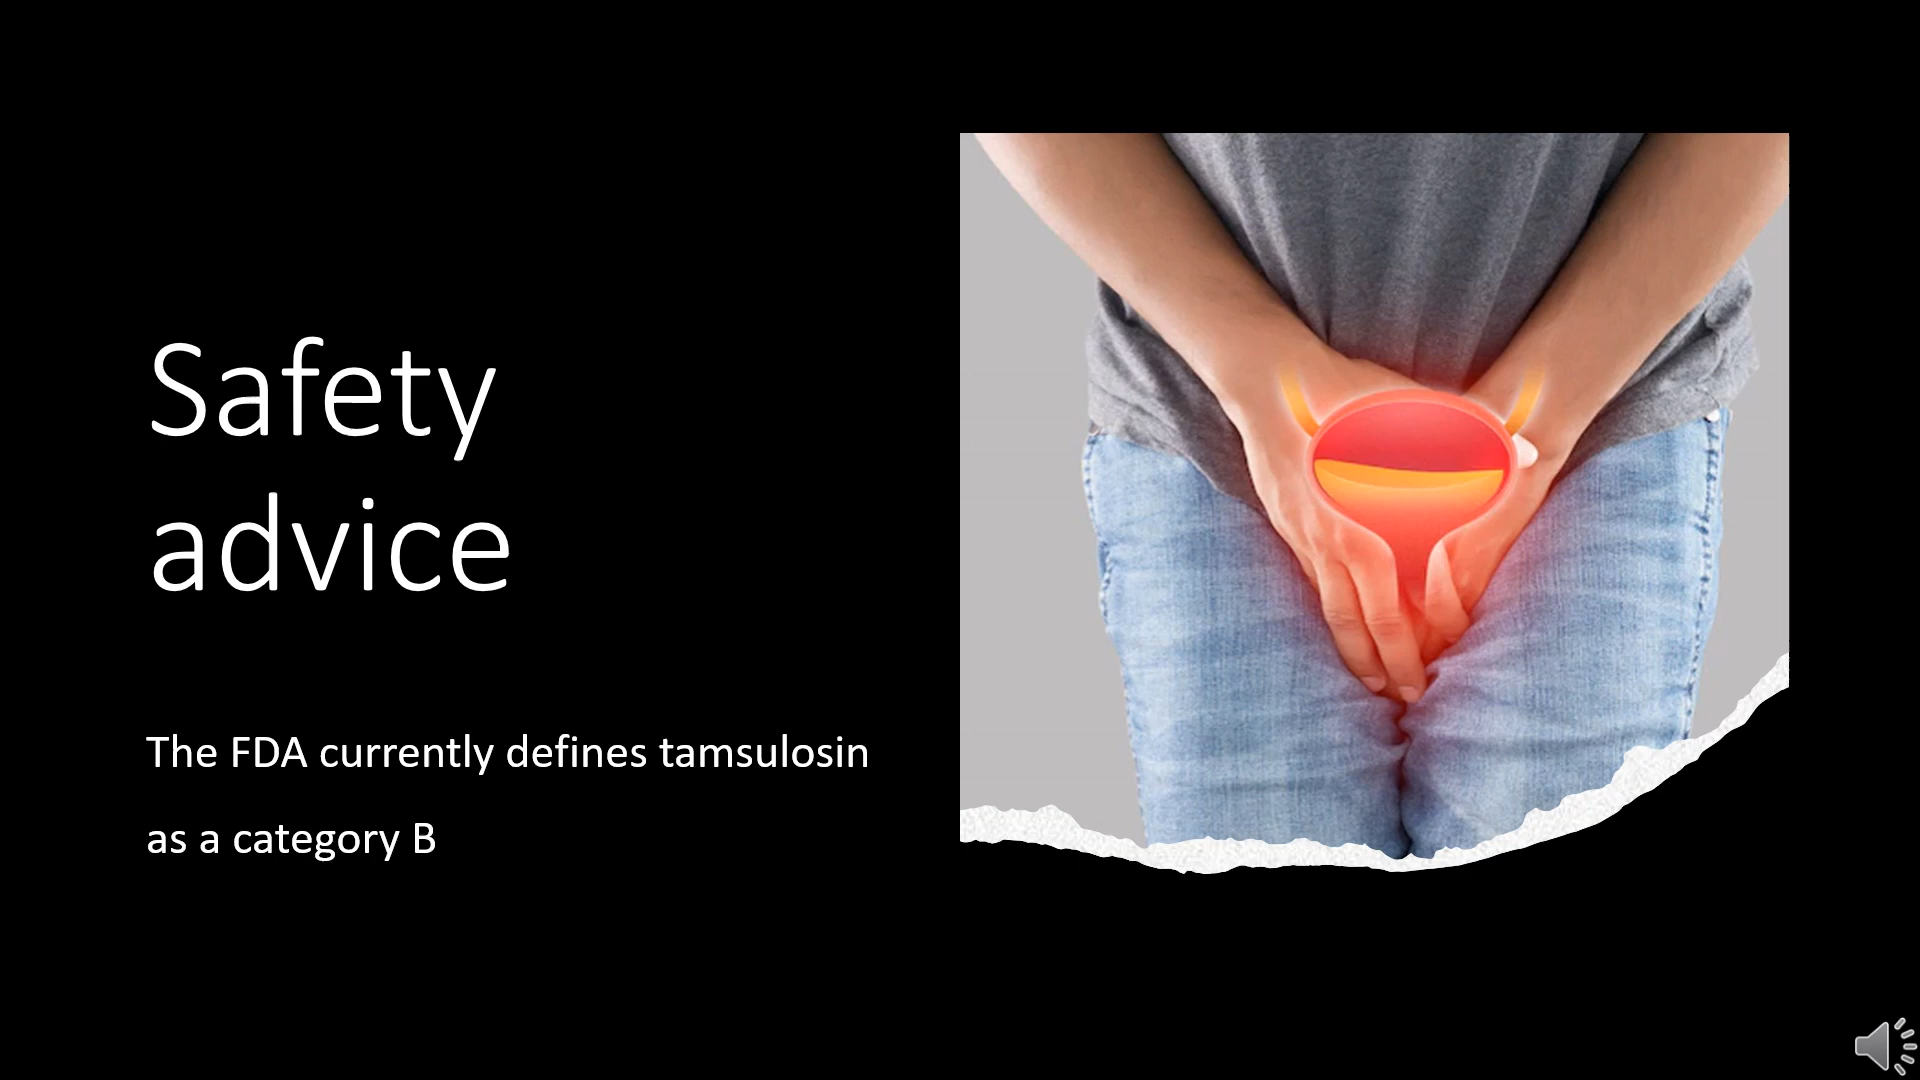 Safety
advice
The FDA currently defines tamsulosin
as a category B